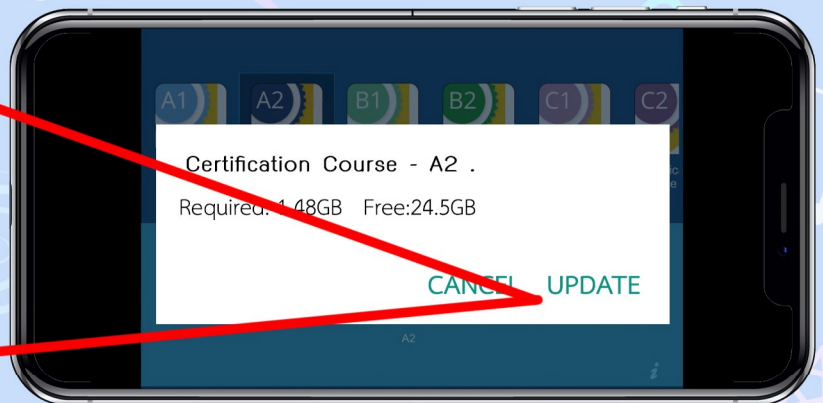 A1 A2 B1 B2 C1 C2
Certification Course - A2 .
Required: 1.48GB Free:24.5GB
CANCEL UPDATE
A2
i